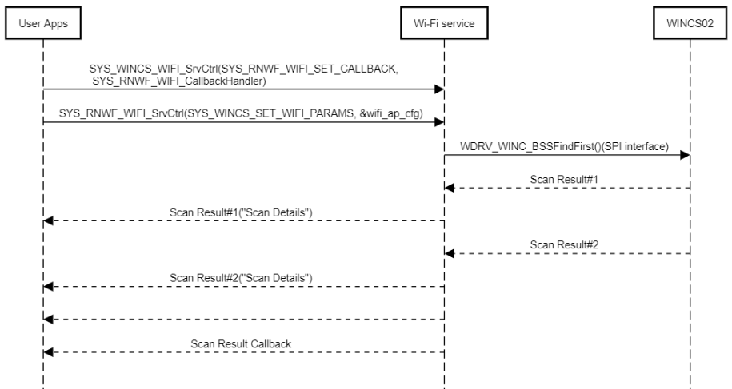 User Apps
Wi-Fi service
WINCS02
SYS_WINCS_WIFI_SrvCtrl(SYS_RNWF_WIFI_SET_CALLBACK,
SYS_RNWF_WIFI_CallbackHandler)
SYS_RNWF_WIFI_SrvCtrl(SYS_WINCS_SET_WIFI_PARAMS, &wifi_ap_cfg)
WDRV_WINC_BSSFindFirst()(SPI interface)
Scan Result#1
Scan Result#1("Scan Details")
Scan Result#2
Scan Result#2("Scan Details")
Scan Result Callback